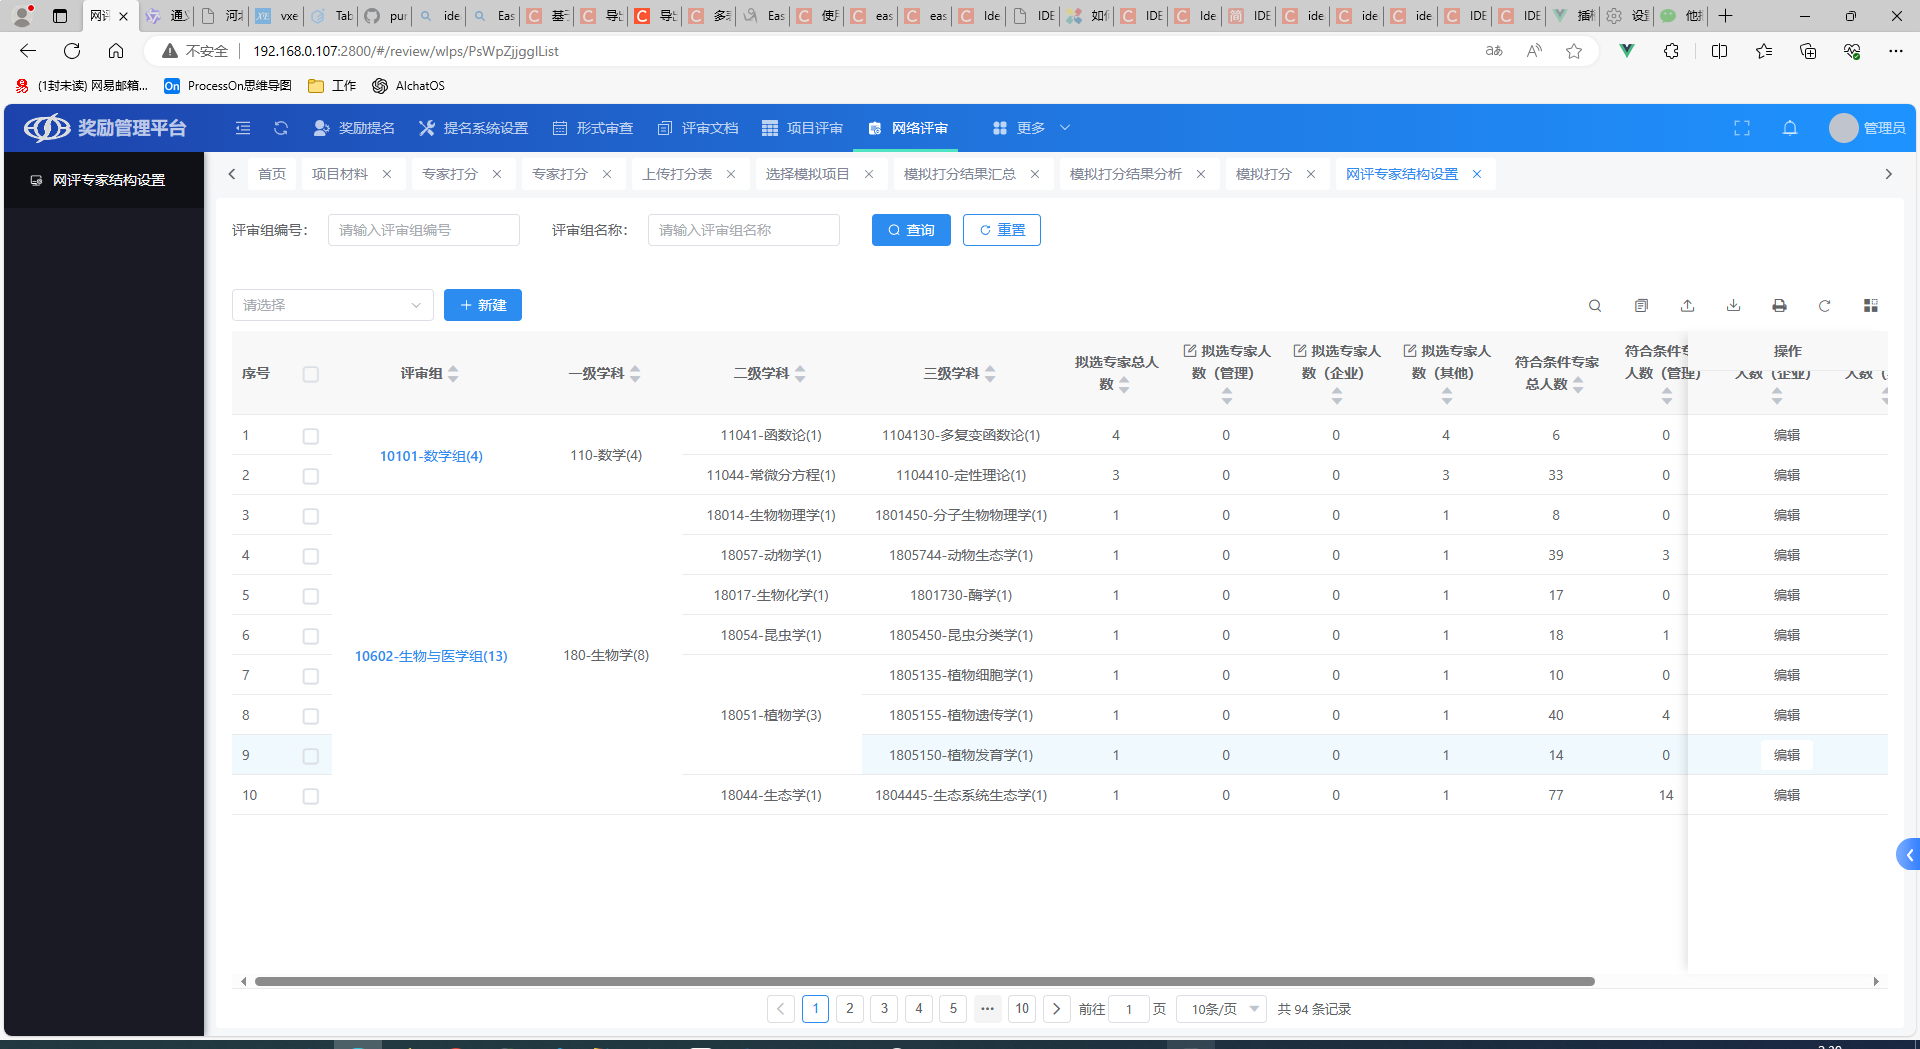 网评
通义
河北
vxe
Tab
pur
ide
Eas
基于
导出
导出
多条
Eas
使用
eas
eas
Ide
IDE
如何
IDE
Ide
IDE
ide
ide
ide
IDE
IDE
插件
设置
他拒
不安全
192.168.0.107:2800/#/review/wlps/PsWpZjjgglList
(1封未读) 网易邮箱...
On
ProcessOn思维导图
工作
AIchatOS
奖励管理平台
奖励提名
提名系统设置
形式审查
评审文档
项目评审
网络评审
更多
管理员
网评专家结构设置
首页
项目材料
专家打分
专家打分
上传打分表
选择模拟项目
模拟打分结果汇总
模拟打分结果分析
模拟打分
网评专家结构设置
评审组编号：
请输入评审组编号
评审组名称：
请输入评审组名称
查询
重置
请选择
新建
序号 评审组 一级学科 二级学科 三级学科 拟选专家总人数 拟选专家人数（管理） 拟选专家人数（企业） 拟选专家人数（其他） 符合条件专家总人数 符合条件专人数（管理） 操作 人数（企业） 人数（
1 10101-数学组(4) 110-数学(4) 11041-函数论(1) 1104130-多复变函数论(1) 4 0 0 4 6 0 编辑
2 11044-常微分方程(1) 1104410-定性理论(1) 3 0 0 3 33 0 编辑
3 18014-生物物理学(1) 1801450-分子生物物理学(1) 1 0 0 1 8 0 编辑
4 18057-动物学(1) 1805744-动物生态学(1) 1 0 0 1 39 3 编辑
5 18017-生物化学(1) 1801730-酶学(1) 1 0 0 1 17 0 编辑
6 10602-生物与医学组(13) 180-生物学(8) 18054-昆虫学(1) 1805450-昆虫分类学(1) 1 0 0 1 18 1 编辑
7 1805135-植物细胞学(1) 1 0 0 1 10 0 编辑
8 18051-植物学(3) 1805155-植物遗传学(1) 1 0 0 1 40 4 编辑
9 1805150-植物发育学(1) 1 0 0 1 14 0 编辑
10 18044-生态学(1) 1804445-生态系统生态学(1) 1 0 0 1 77 14 编辑
1 2 3 4 5 ··· 10 前往 1 页 10条/页 共 94 条记录